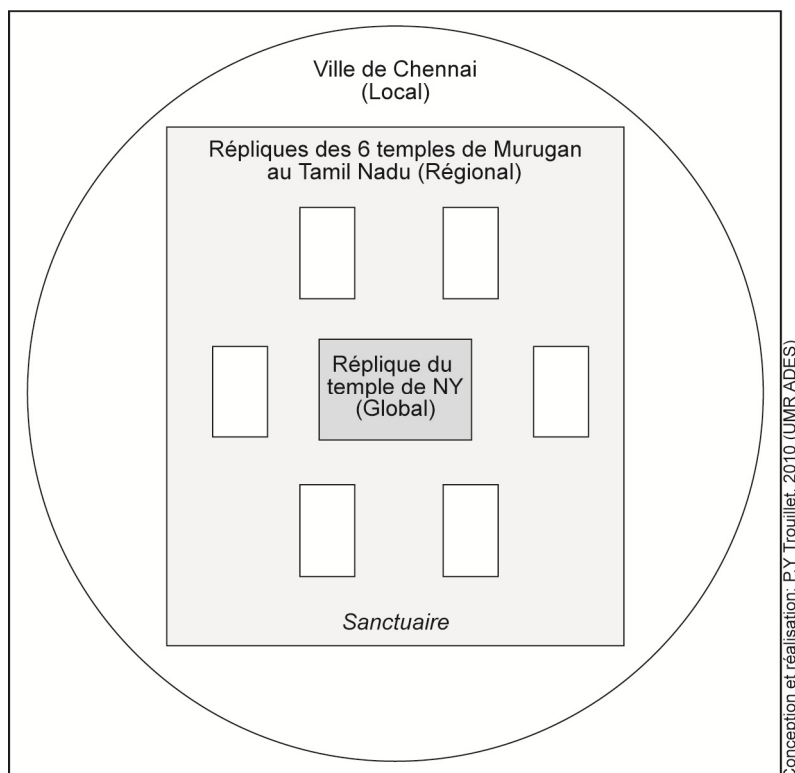 Ville de Chennai
(Local)
Répliques des 6 temples de Murugan
au Tamil Nadu (Régional)
Réplique du
temple de NY
(Global)
Sanctuaire
Conception et réalisation: P.Y Trouillet, 2010 (UMR ADES)